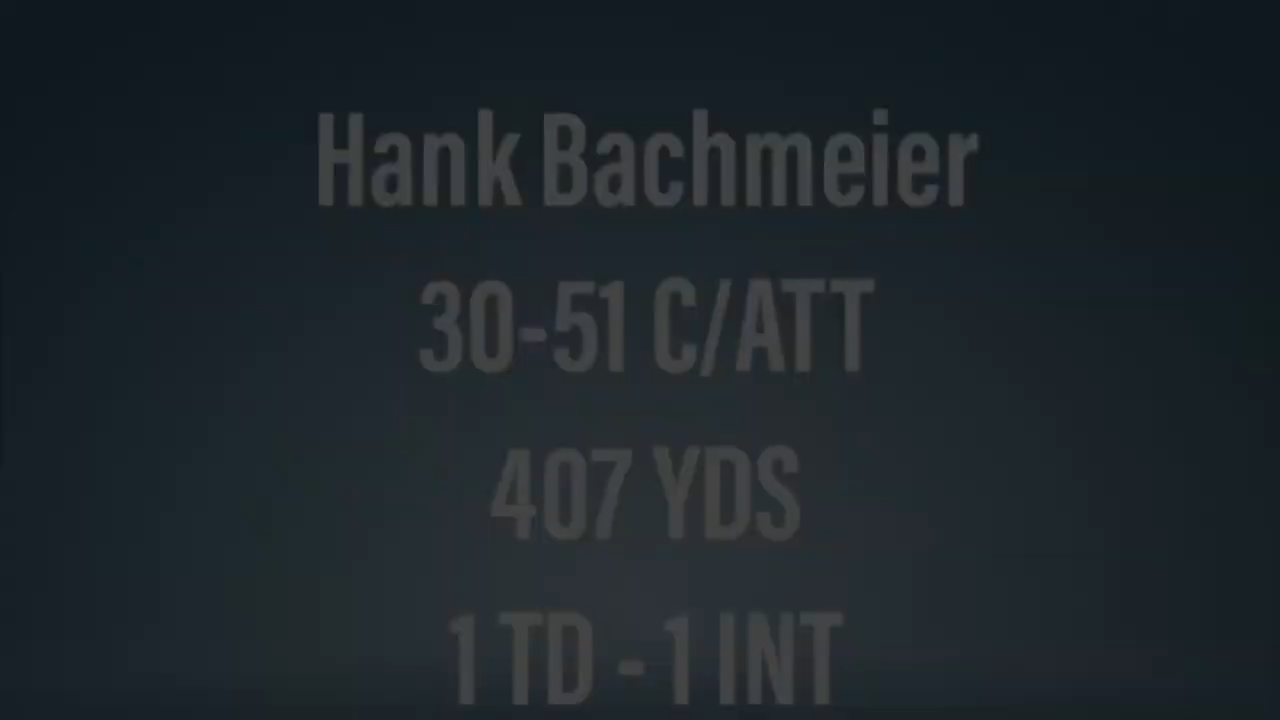 Hank Bachmeier
30-51 C/ATT
407 YDS
1 TD - 1 INT